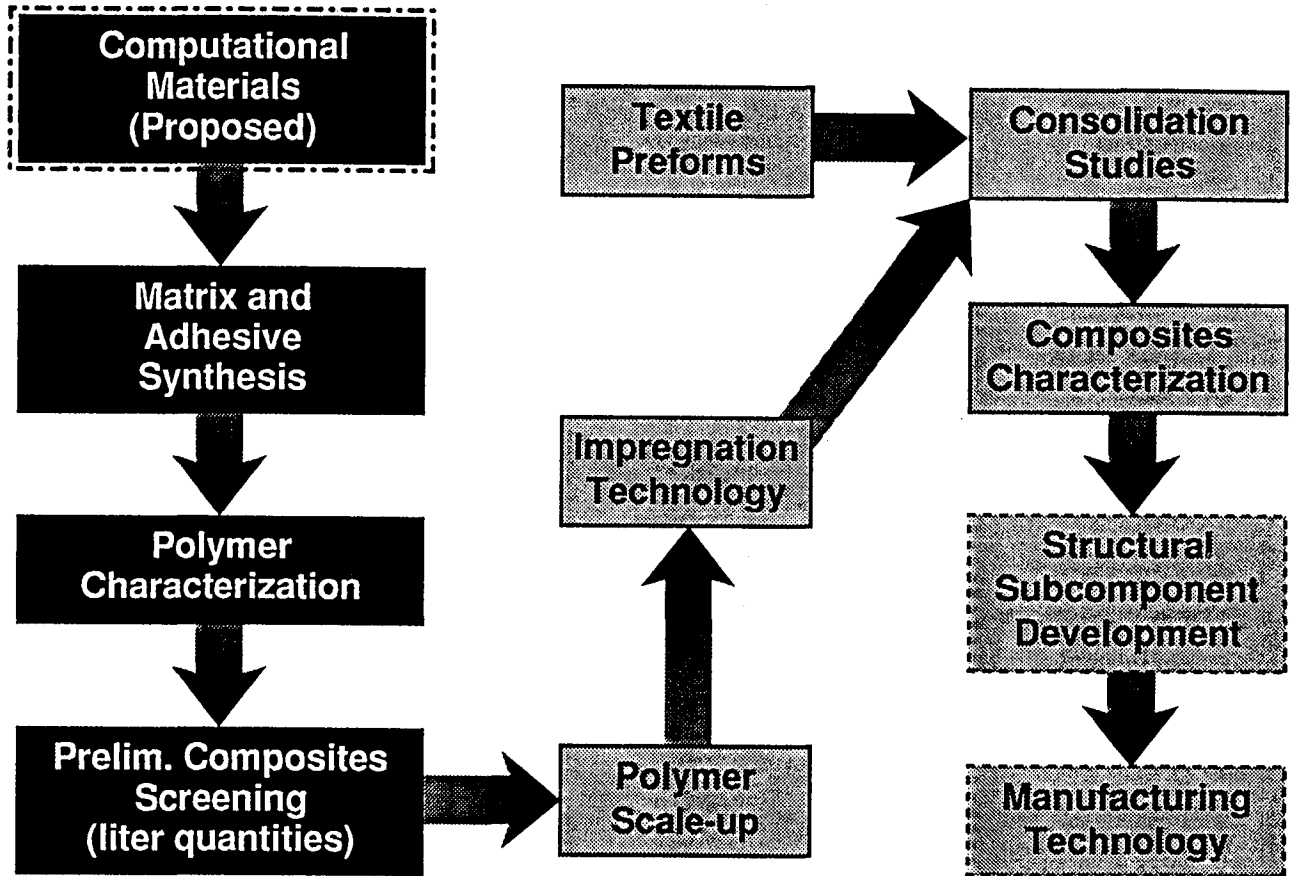 Computational
Materials
(Proposed)
Matrix and
Adhesive
Synthesis
Polymer
Characterization
Prelim. Composites
Screening
(liter quantities)
Textile
Preforms
Impregnation
Technology
Polymer
Scale-up
Consolidation
Studies
Composites
Characterization
Structural
Subcomponent
Development
Manufacturing
Technology